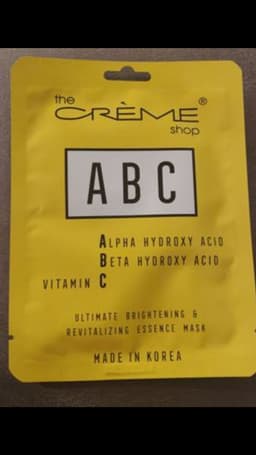 the
CRÈME®
shop
ABC
ALPHA HYDROXY ACID
BETA HYDROXY ACID
VITAMIN C
ULTIMATE BRIGHTENING &
REVITALIZING ESSENCE MASK
MADE IN KOREA